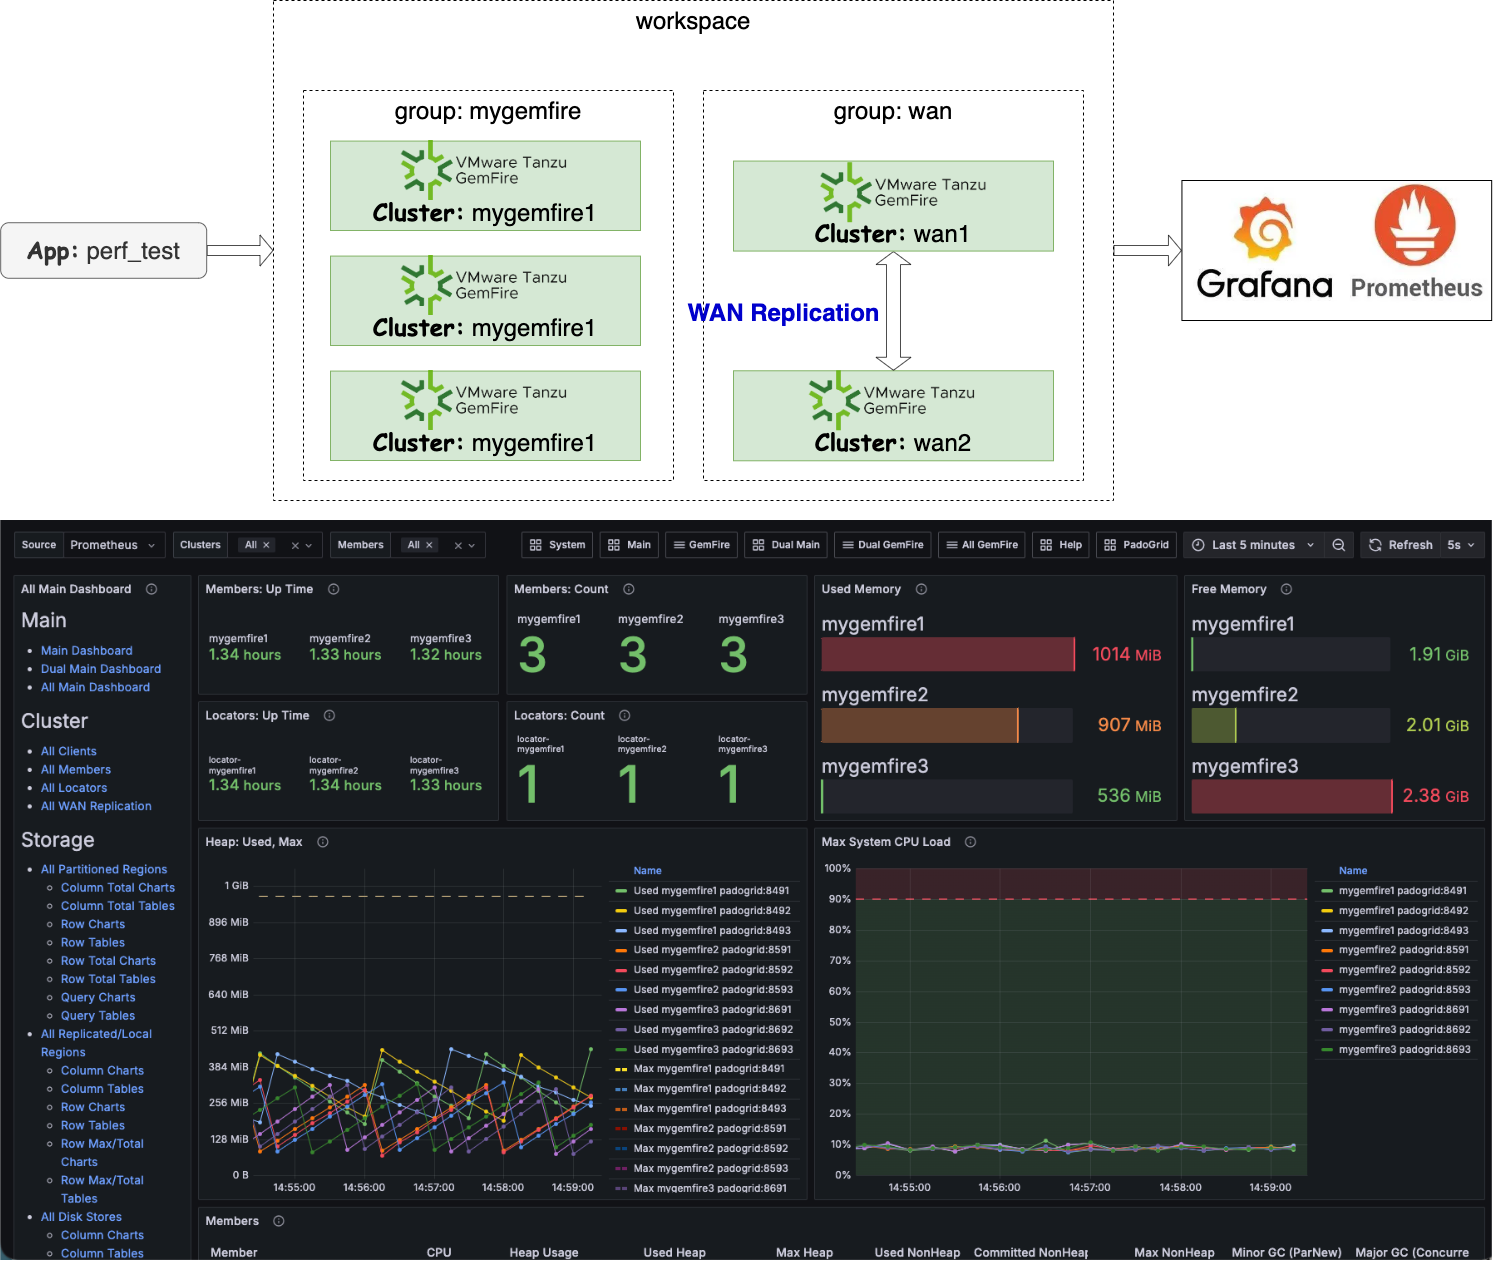 workspace
group: mygemfire
group: wan
VMware Tanzu
GemFire
Cluster: mygemfire1
VMware Tanzu
GemFire
Cluster: mygemfire1
VMware Tanzu
GemFire
Cluster: mygemfire1
VMware Tanzu
GemFire
Cluster: wan1
WAN Replication
VMware Tanzu
GemFire
Cluster: wan2
App: perf_test
Grafana
Prometheus
Source Prometheus Clusters All × × Members All × ×
System Main GemFire Dual Main Dual GemFire All GemFire Help PadoGrid Last 5 minutes Refresh 5s
All Main Dashboard
Main
Main Dashboard
Dual Main Dashboard
All Main Dashboard
Cluster
All Clients
All Members
All Locators
All WAN Replication
Storage
All Partitioned Regions
Column Total Charts
Column Total Tables
Row Charts
Row Tables
Row Total Charts
Row Total Tables
Query Charts
Query Tables
All Replicated/Local
Regions
Column Charts
Column Tables
Row Charts
Row Tables
Row Max/Total
Charts
Row Max/Total
Tables
All Disk Stores
Column Charts
Column Tables
Members: Up Time
mygemfire1 mygemfire2 mygemfire3
1.34 hours 1.33 hours 1.32 hours
Members: Count
mygemfire1 mygemfire2 mygemfire3
3 3 3
Locators: Up Time
locator- locator- locator-
mygemfire1 mygemfire2 mygemfire3
1.34 hours 1.34 hours 1.33 hours
Locators: Count
locator- locator- locator-
mygemfire1 mygemfire2 mygemfire3
1 1 1
Used Memory
mygemfire1
1014 MiB
mygemfire2
907 MiB
mygemfire3
536 MiB
Free Memory
mygemfire1
1.91 GiB
mygemfire2
2.01 GiB
mygemfire3
2.38 GiB
Heap: Used, Max
1 GiB
896 MiB
768 MiB
640 MiB
512 MiB
384 MiB
256 MiB
128 MiB
0 B
14:55:00 14:56:00 14:57:00 14:58:00 14:59:00
Name
Used mygemfire1 padogrid:8491
Used mygemfire1 padogrid:8492
Used mygemfire1 padogrid:8493
Used mygemfire2 padogrid:8591
Used mygemfire2 padogrid:8592
Used mygemfire2 padogrid:8593
Used mygemfire3 padogrid:8691
Used mygemfire3 padogrid:8692
Used mygemfire3 padogrid:8693
Max mygemfire1 padogrid:8491
Max mygemfire1 padogrid:8492
Max mygemfire1 padogrid:8493
Max mygemfire2 padogrid:8591
Max mygemfire2 padogrid:8592
Max mygemfire2 padogrid:8593
Max mygemfire3 padogrid:8691
Max System CPU Load
100%
90%
80%
70%
60%
50%
40%
30%
20%
10%
0%
14:55:00 14:56:00 14:57:00 14:58:00 14:59:00
Name
mygemfire1 padogrid:8491
mygemfire1 padogrid:8492
mygemfire1 padogrid:8493
mygemfire2 padogrid:8591
mygemfire2 padogrid:8592
mygemfire2 padogrid:8593
mygemfire3 padogrid:8691
mygemfire3 padogrid:8692
mygemfire3 padogrid:8693
Members
Member CPU Heap Usage Used Heap Max Heap Used NonHeap Committed NonHeap Max NonHeap Minor GC (ParNew) Major GC (Concurre